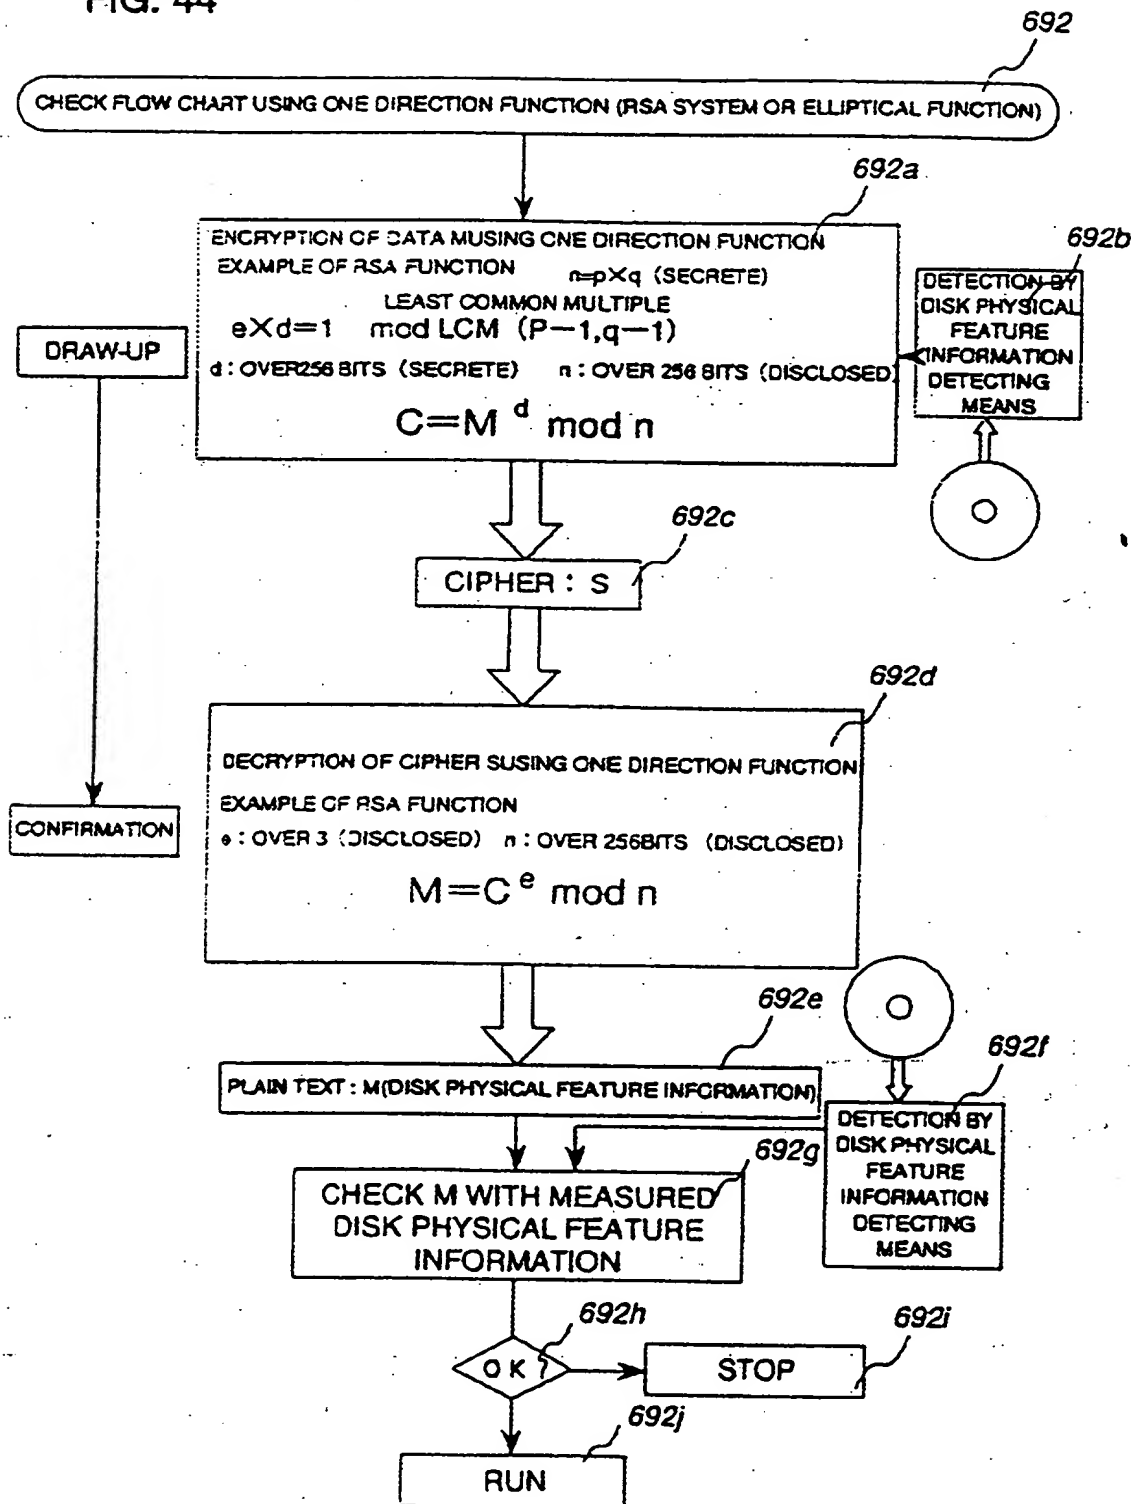 FIG. 44
692
CHECK FLOW CHART USING ONE DIRECTION FUNCTION (RSA SYSTEM OR ELLIPTICAL FUNCTION)
692a
ENCRYPTION OF DATA MUSING ONE DIRECTION FUNCTION
EXAMPLE OF RSA FUNCTION n=p×q (SECRETE)
LEAST COMMON MULTIPLE
e×d=1 mod LCM (P-1,q-1)
d : OVER256 BITS (SECRETE) n : OVER 256 BITS (DISCLOSED)
C=M^d mod n
692b
DETECTION BY
DISK PHYSICAL
FEATURE
INFORMATION
DETECTING
MEANS
DRAW-UP
692c
CIPHER : S
692d
DECRYPTION OF CIPHER SUSING ONE DIRECTION FUNCTION
EXAMPLE OF RSA FUNCTION
e : OVER 3 (DISCLOSED) n : OVER 256BITS (DISCLOSED)
M=C^e mod n
CONFIRMATION
692e
PLAIN TEXT : M(DISK PHYSICAL FEATURE INFORMATION)
692f
DETECTION BY
DISK PHYSICAL
FEATURE
INFORMATION
DETECTING
MEANS
692g
CHECK M WITH MEASURED
DISK PHYSICAL FEATURE
INFORMATION
692h
OK?
692i
STOP
692j
RUN